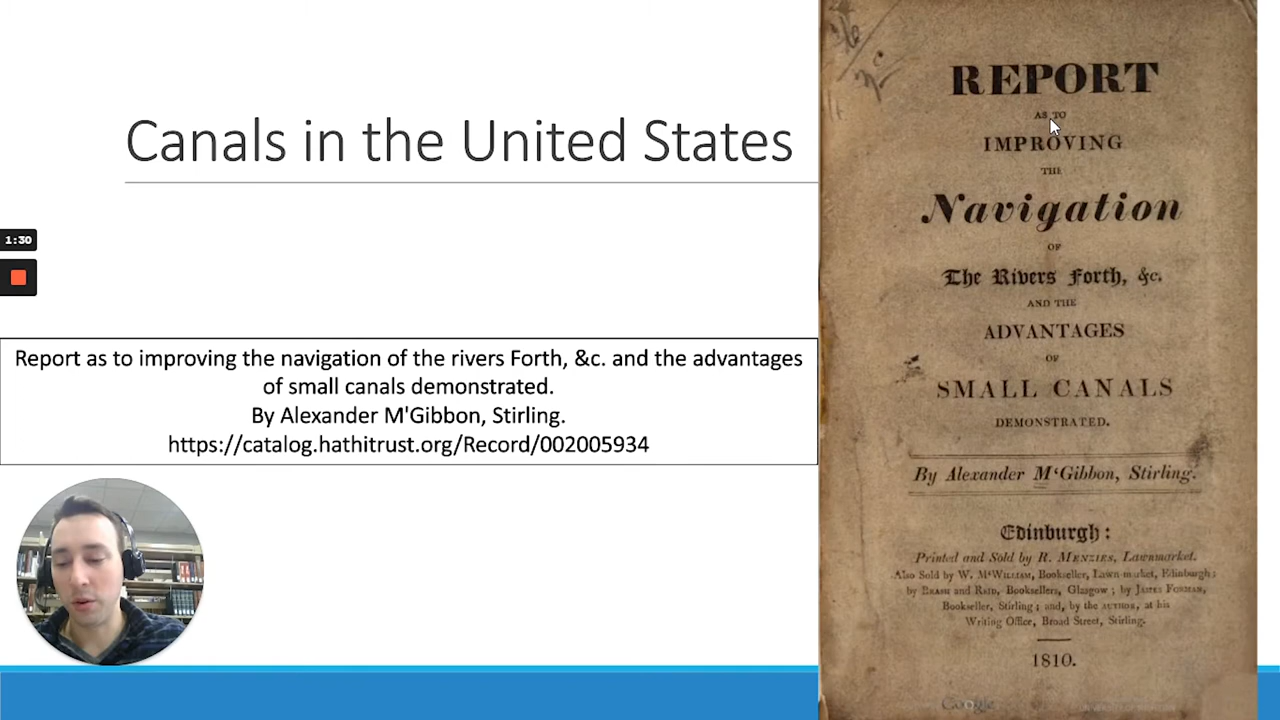 Canals in the United States
1:30
Report as to improving the navigation of the rivers Forth, &c. and the advantages
of small canals demonstrated.
By Alexander M'Gibbon, Stirling.
https://catalog.hathitrust.org/Record/002005934
REPORT
AS TO
IMPROVING
THE
Navigation
OF
The Rivers Forth, &c.
AND THE
ADVANTAGES
OF
SMALL CANALS
DEMONSTRATED.
By Alexander M‘Gibbon, Stirling.
Edinburgh:
Printed and Sold by R. MENZIES, Lawnmarket.
Also Sold by W. M‘WILLIAM, Bookseller, Lawn-market, Edinburgh;
by BRASH and REID, Booksellers, Glasgow; by JAMES
Bookseller, Stirling; and, by the AUTHOR, at his
Writing Office, Broad Street, Stirling.
1810.
Google